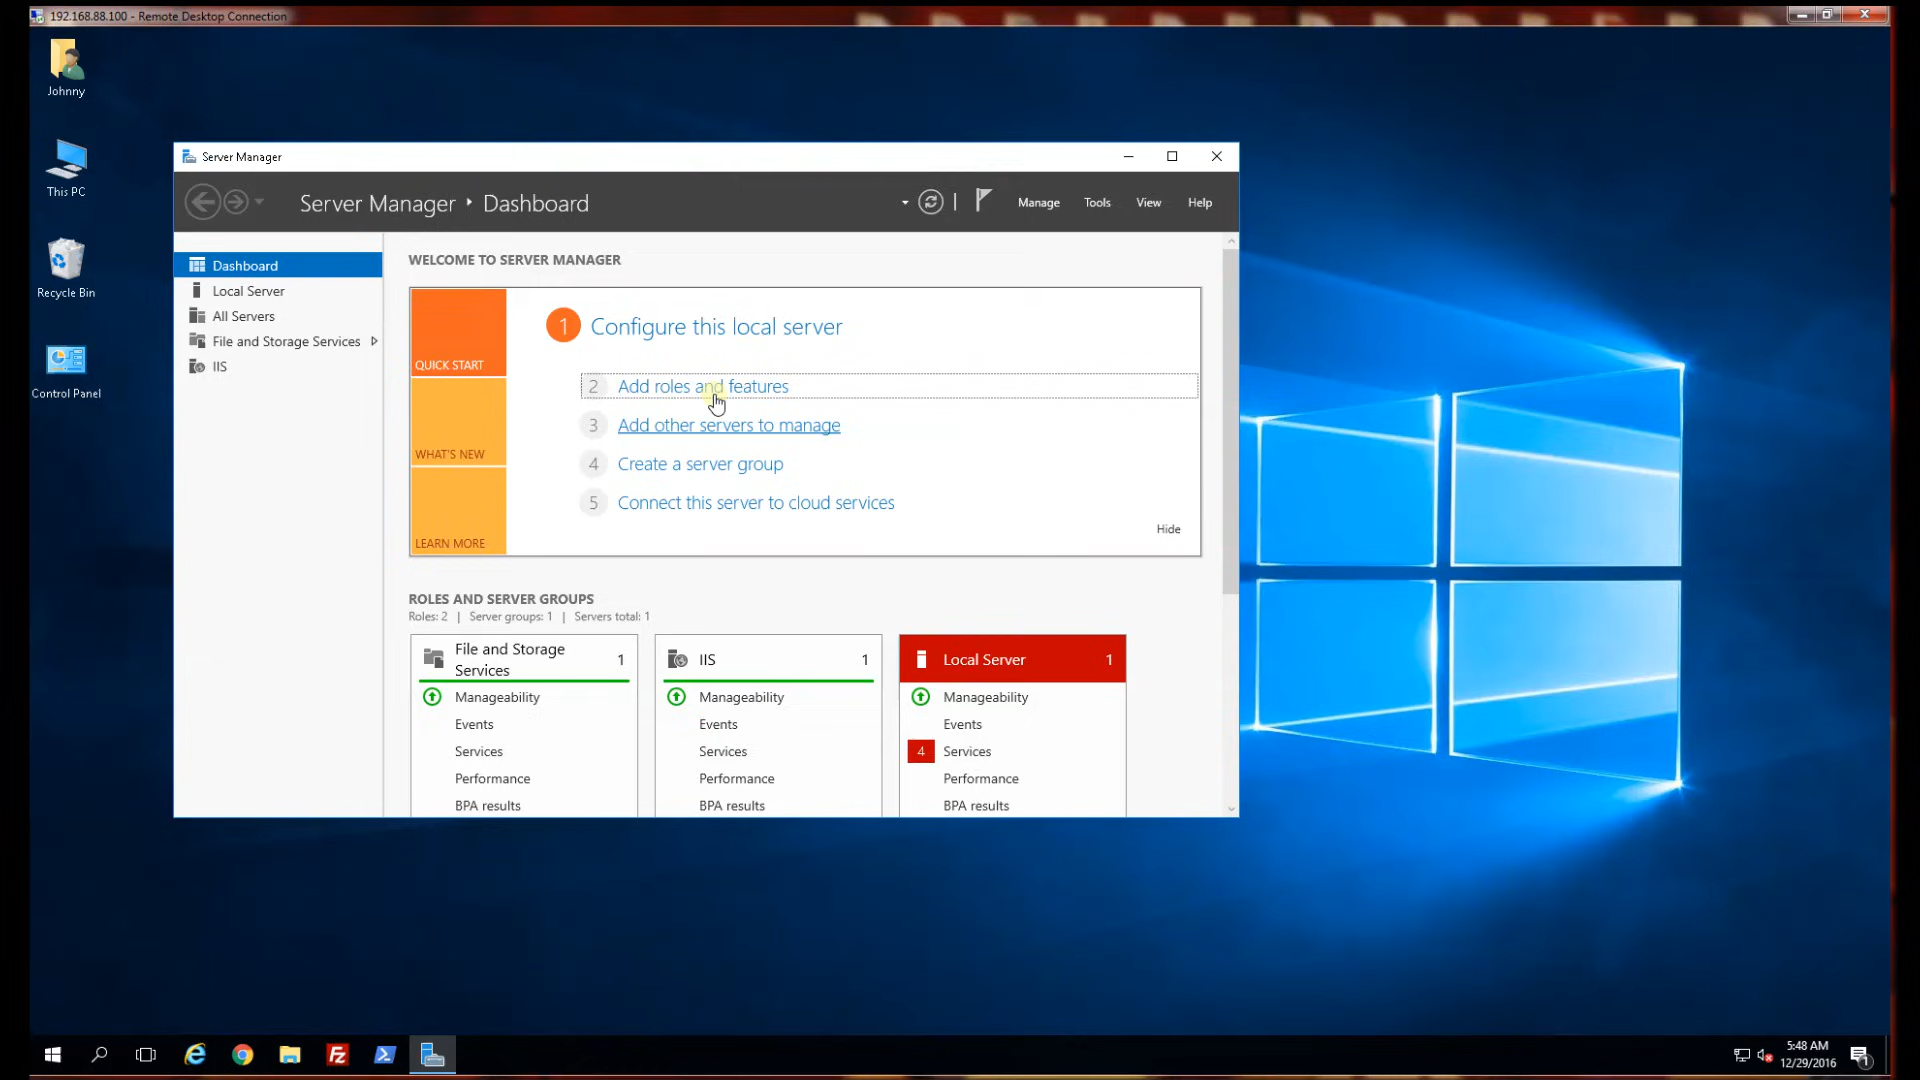 192.168.88.100 - Remote Desktop Connection
Johnny
This PC
Recycle Bin
Control Panel
Server Manager
Server Manager
Dashboard
Manage
Tools
View
Help
Dashboard
Local Server
All Servers
File and Storage Services
IIS
WELCOME TO SERVER MANAGER
QUICK START
WHAT'S NEW
LEARN MORE
1 Configure this local server
2 Add roles and features
3 Add other servers to manage
4 Create a server group
5 Connect this server to cloud services
Hide
ROLES AND SERVER GROUPS
Roles: 2 | Server groups: 1 | Servers total: 1
File and Storage
Services
1
Manageability
Events
Services
Performance
BPA results
IIS 1
Manageability
Events
Services
Performance
BPA results
Local Server 1
Manageability
Events
4 Services
Performance
BPA results
FZ
5:48 AM
12/29/2016
1